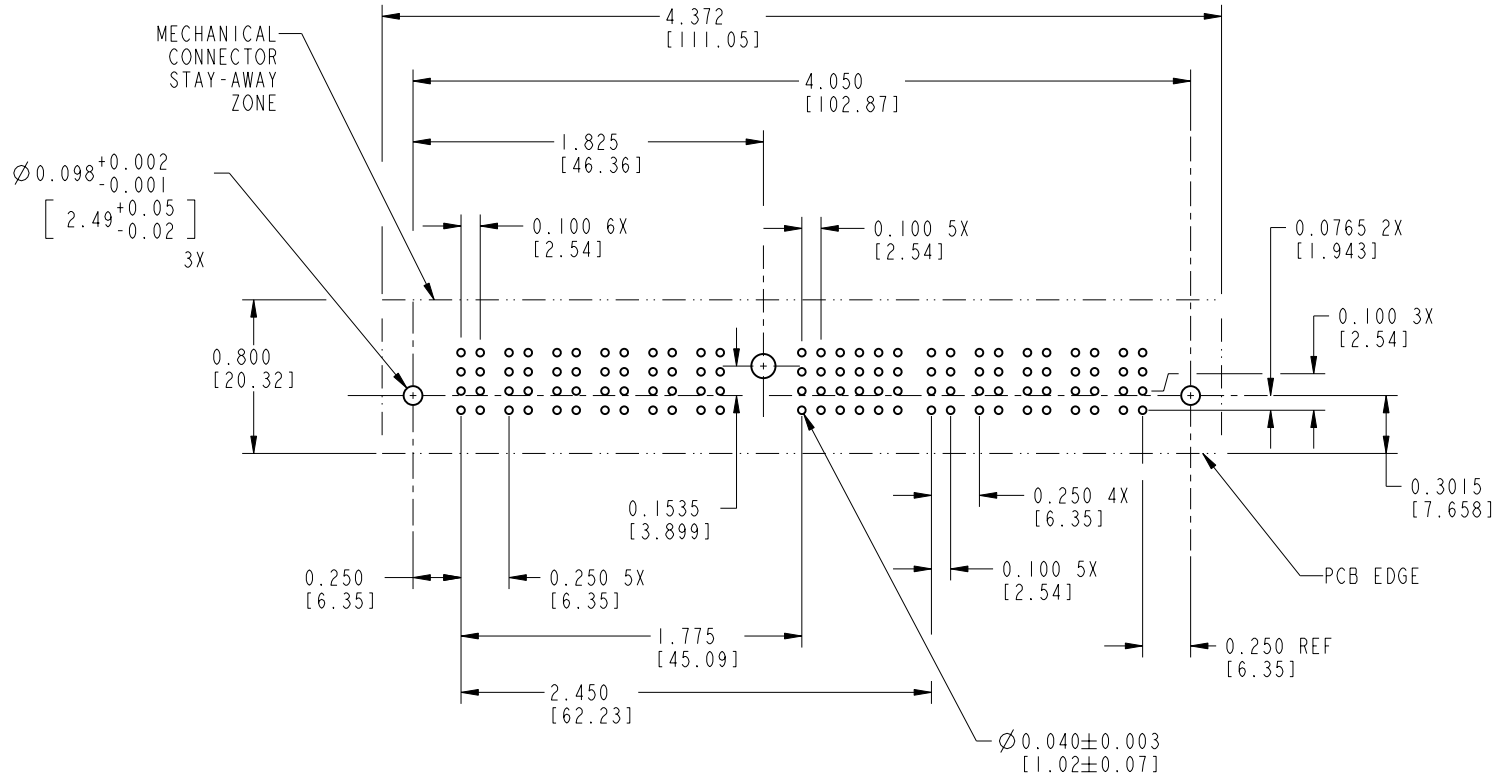 4.372
[111.05]
MECHANICAL
CONNECTOR
STAY-AWAY
ZONE
4.050
[102.87]
1.825
[46.36]
Ø0.098 +0.002
-0.001
[ 2.49 +0.05
-0.02 ]
3X
0.100 6X
[2.54]
0.100 5X
[2.54]
0.0765 2X
[1.943]
0.100 3X
[2.54]
0.800
[20.32]
0.1535
[3.899]
0.250 4X
[6.35]
0.3015
[7.658]
0.250
[6.35]
0.250 5X
[6.35]
0.100 5X
[2.54]
PCB EDGE
1.775
[45.09]
0.250 REF
[6.35]
2.450
[62.23]
Ø0.040±0.003
[1.02±0.07]